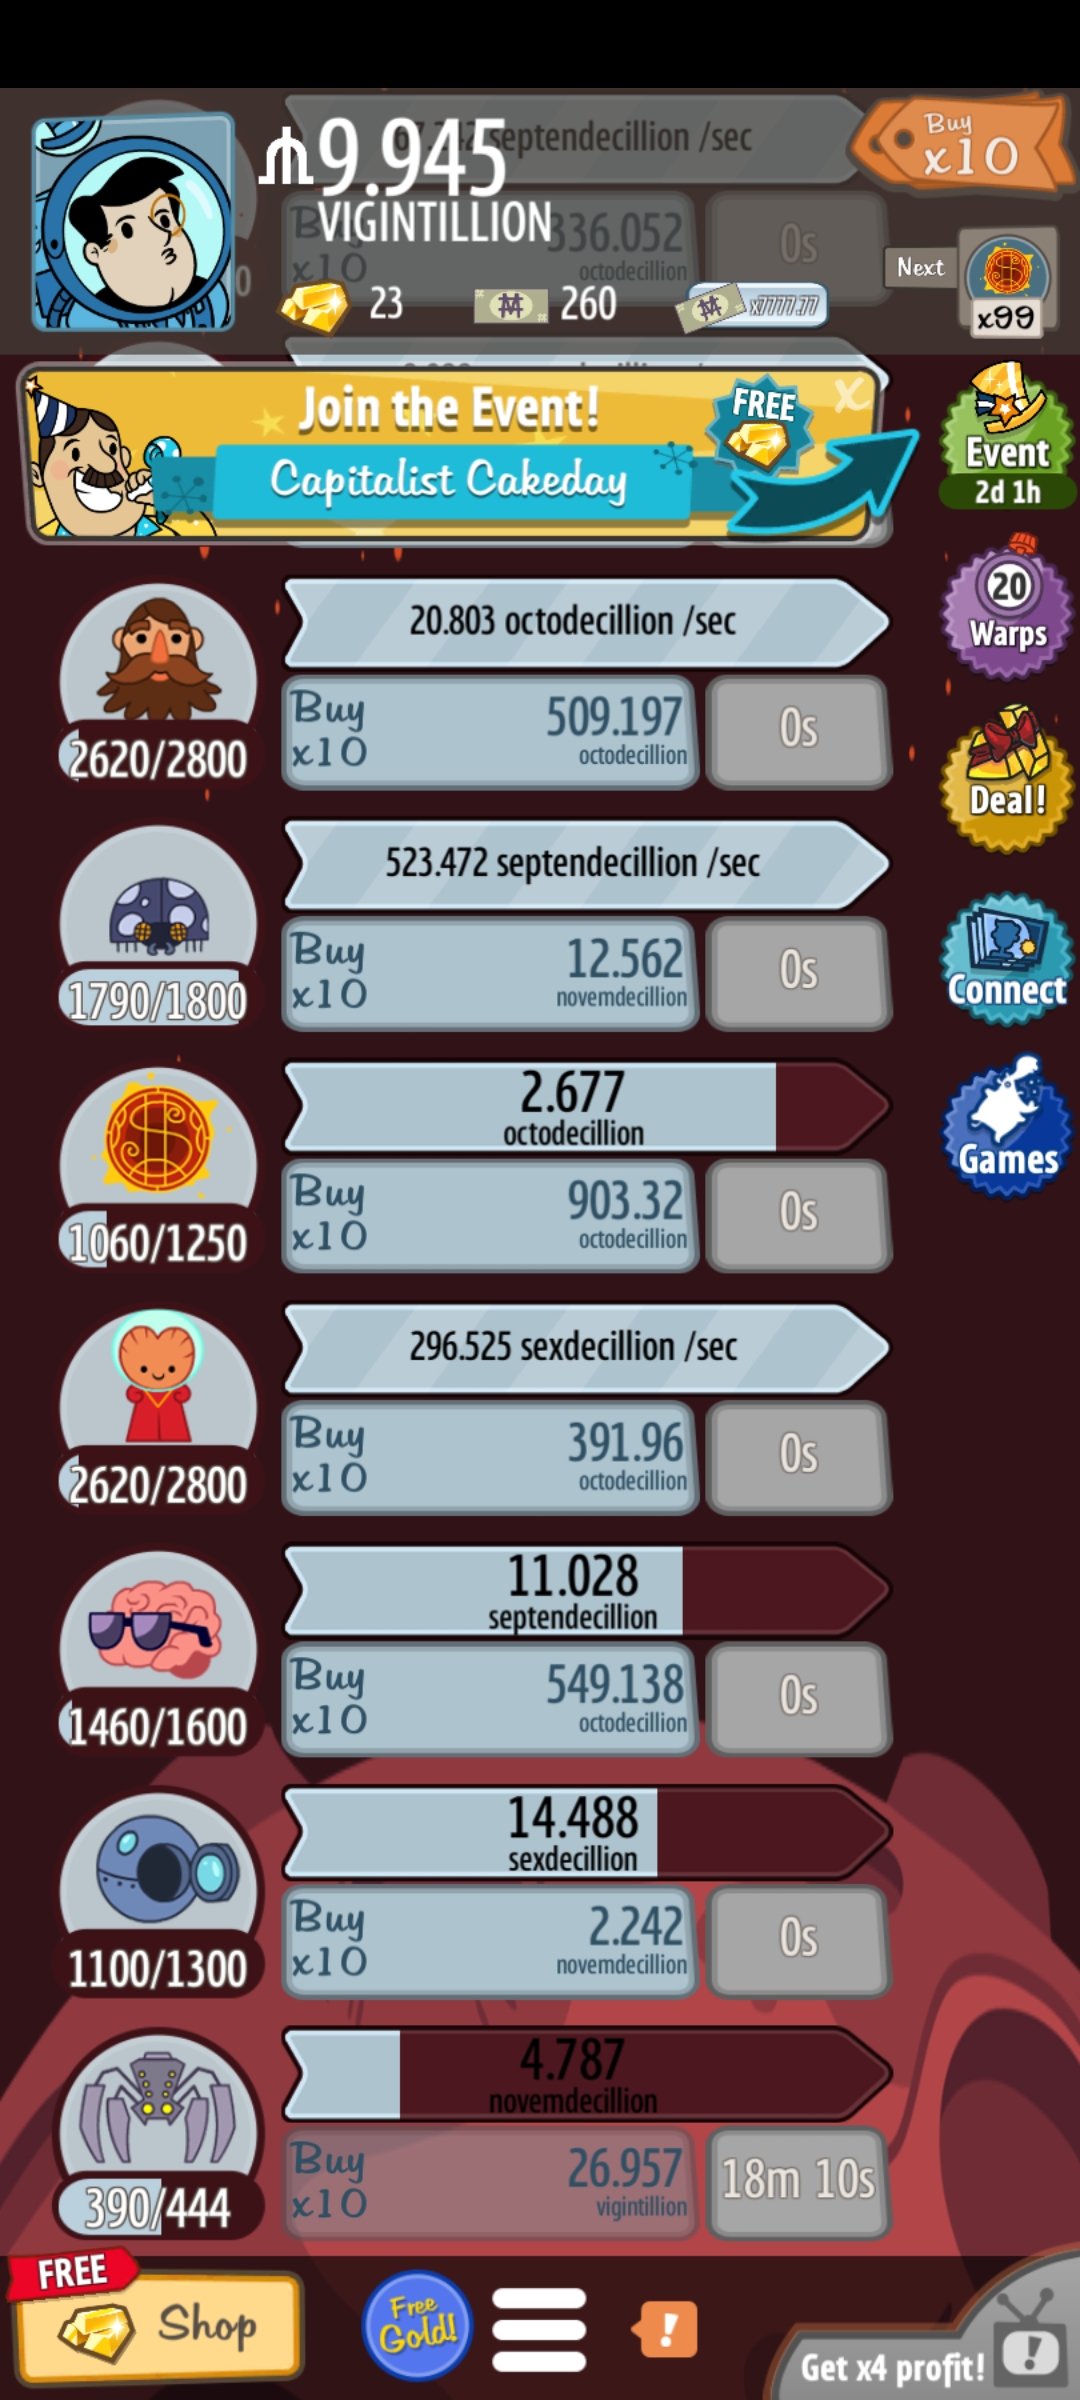 septendecillion /sec
₼9.945
VIGINTILLION
Buy
x10
336.052
octodecillion
0s
Buy
x10
23
260
x7777.77
Next
x99
Join the Event!
Capitalist Cakeday
FREE
x
Event
2d 1h
20
Warps
Deal!
Connect
Games
20.803 octodecillion /sec
2620/2800
Buy
x10
509.197
octodecillion
0s
523.472 septendecillion /sec
1790/1800
Buy
x10
12.562
novemdecillion
0s
2.677
octodecillion
1060/1250
Buy
x10
903.32
octodecillion
0s
296.525 sexdecillion /sec
2620/2800
Buy
x10
391.96
octodecillion
0s
11.028
septendecillion
1460/1600
Buy
x10
549.138
octodecillion
0s
14.488
sexdecillion
1100/1300
Buy
x10
2.242
novemdecillion
0s
4.787
novemdecillion
390/444
Buy
x10
26.957
vigintillion
18m 10s
FREE
Shop
Free
Gold!
!
Get x4 profit!
!